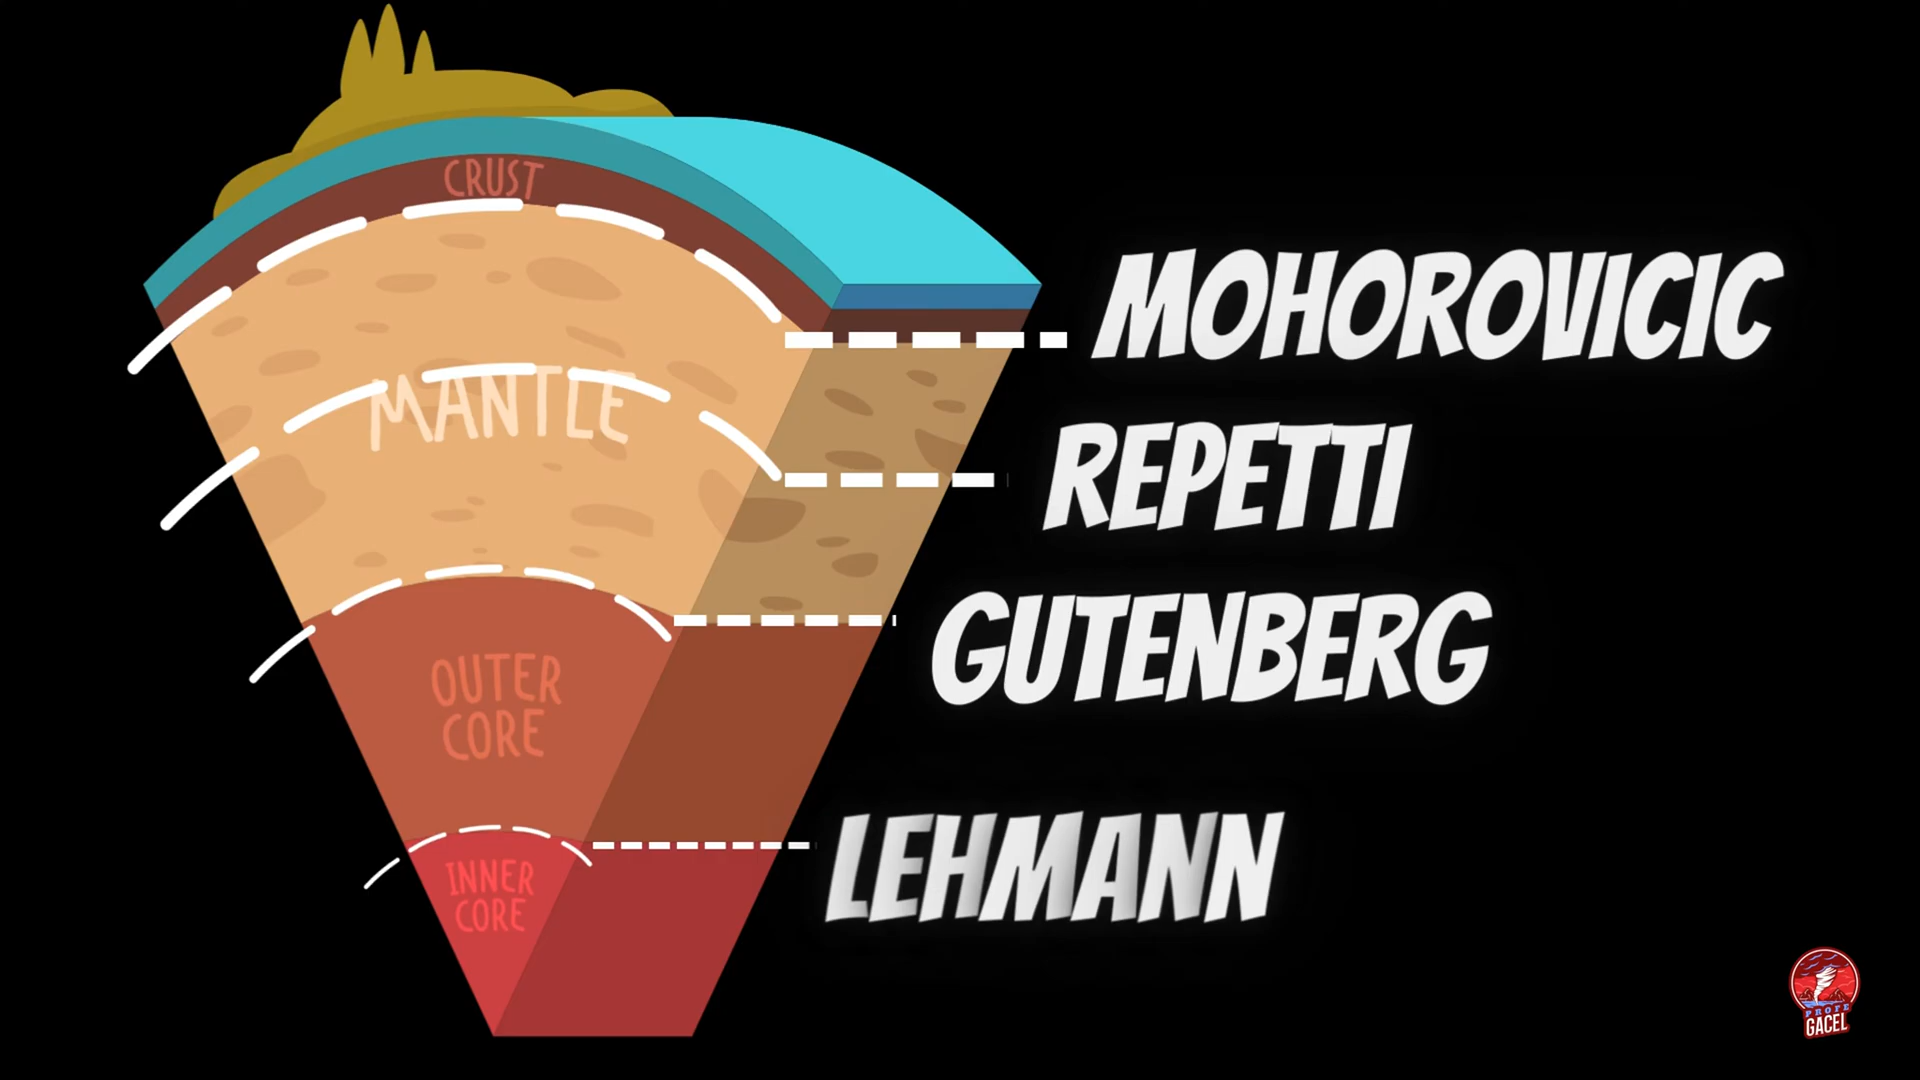 CRUST
MOHOROVICIC
MANTLE
REPETTI
GUTENBERG
OUTER
CORE
LEHMANN
INNER
CORE
PROFE
GACEL